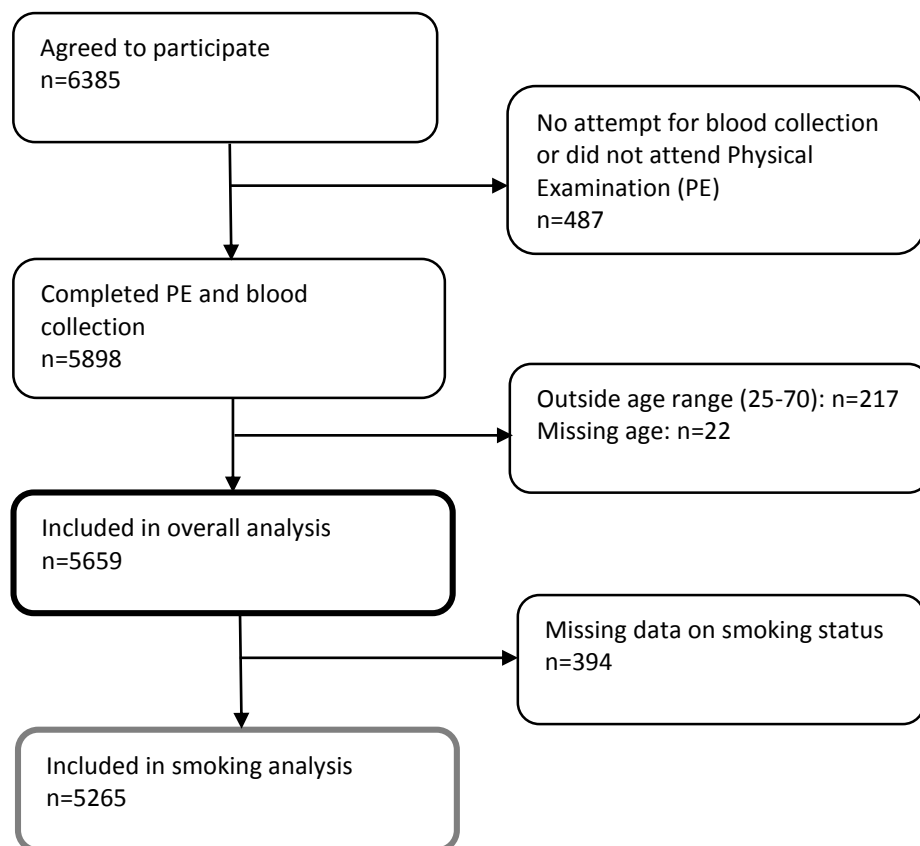 Agreed to participate
n=6385
No attempt for blood collection
or did not attend Physical
Examination (PE)
n=487
Completed PE and blood
collection
n=5898
Outside age range (25-70): n=217
Missing age: n=22
Included in overall analysis
n=5659
Missing data on smoking status
n=394
Included in smoking analysis
n=5265